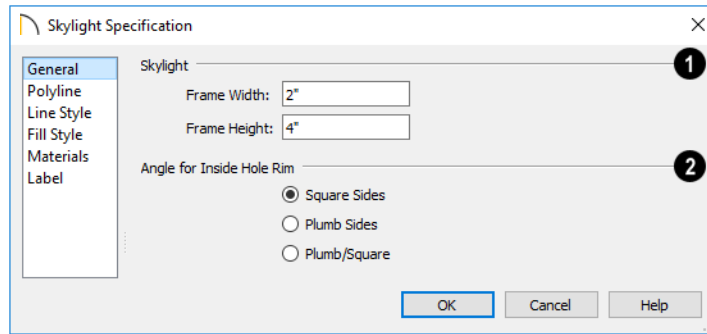 Skylight Specification
General
Polyline
Line Style
Fill Style
Materials
Label
Skylight
1
Frame Width: 2"
Frame Height: 4"
Angle for Inside Hole Rim
2
Square Sides
Plumb Sides
Plumb/Square
OK
Cancel
Help